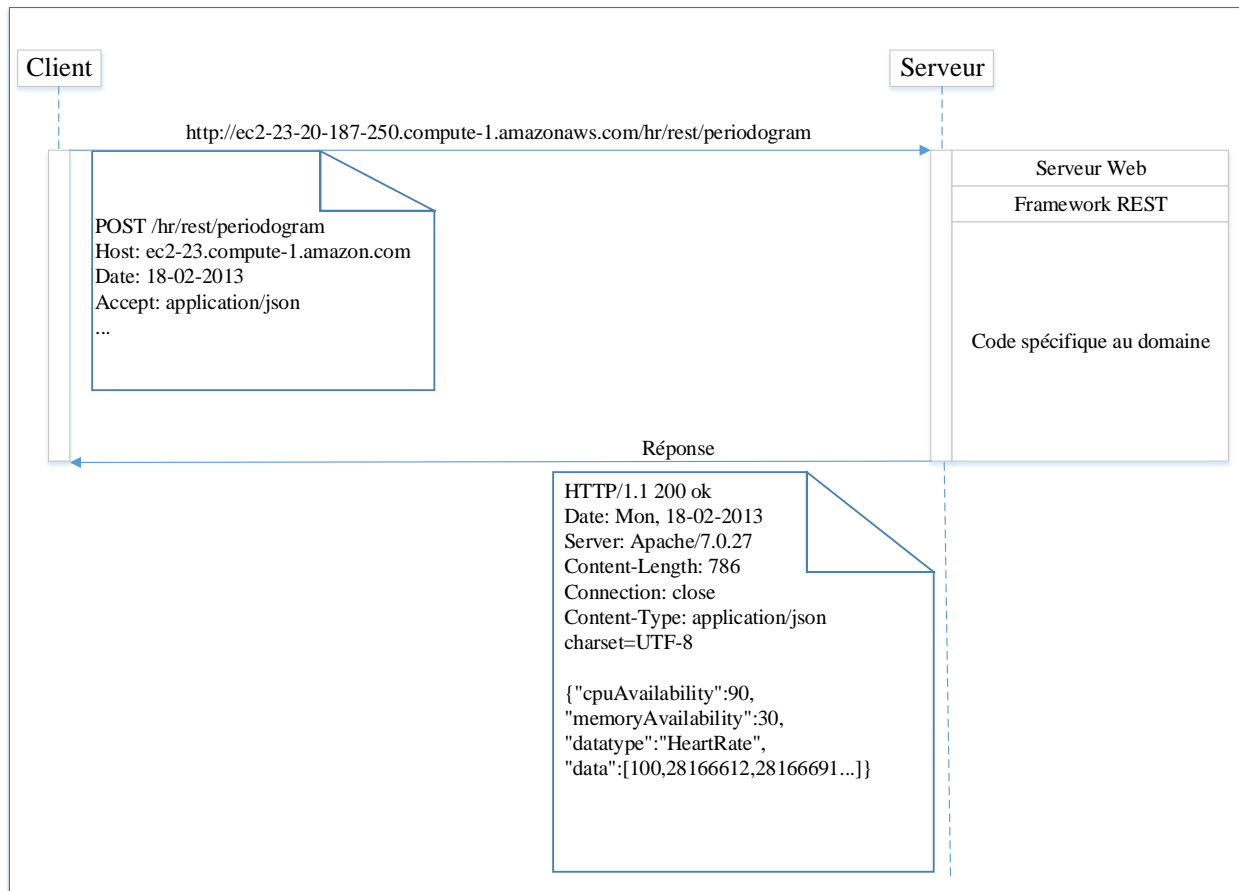 Client
Serveur
http://ec2-23-20-187-250.compute-1.amazonaws.com/hr/rest/periodogram
Serveur Web
Framework REST
Code spécifique au domaine
POST /hr/rest/periodogram
Host: ec2-23.compute-1.amazon.com
Date: 18-02-2013
Accept: application/json
...
Réponse
HTTP/1.1 200 ok
Date: Mon, 18-02-2013
Server: Apache/7.0.27
Content-Length: 786
Connection: close
Content-Type: application/json
charset=UTF-8
{"cpuAvailability":90,
"memoryAvailability":30,
"datatype":"HeartRate",
"data":[100,28166612,28166691...]}